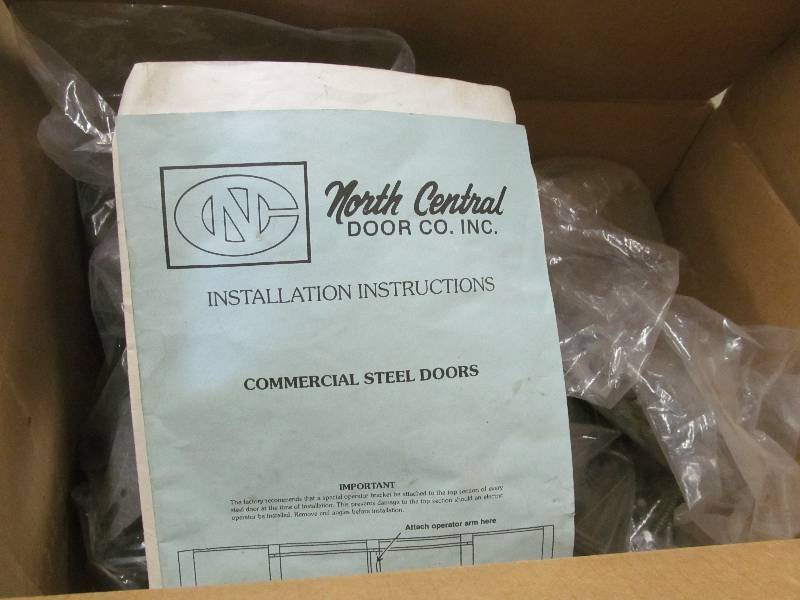 NC
North Central
DOOR CO. INC.
INSTALLATION INSTRUCTIONS
COMMERCIAL STEEL DOORS
IMPORTANT
The factory recommends that a special operator bracket be attached to the top section of every
steel door at the time of installation. This prevents damage to the top section should an electric
operator be installed. Remove end angles before installation.
Attach operator arm here